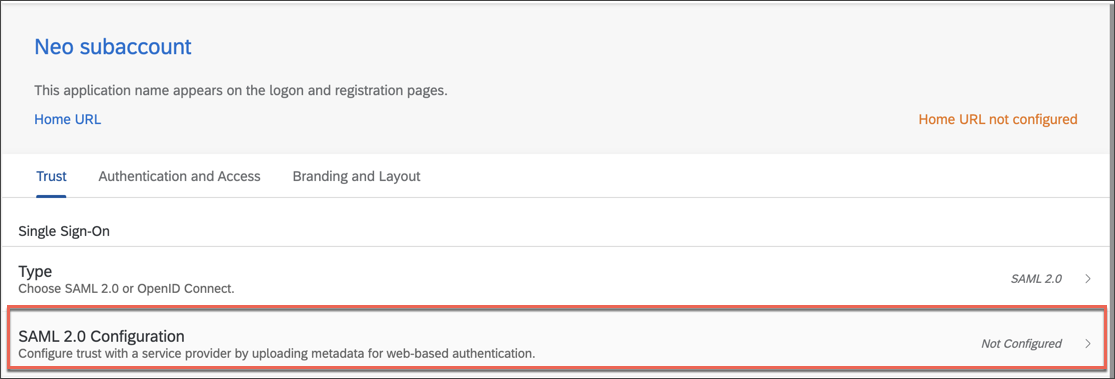 Neo subaccount
This application name appears on the logon and registration pages.
Home URL
Home URL not configured
Trust
Authentication and Access
Branding and Layout
Single Sign-On
Type
Choose SAML 2.0 or OpenID Connect.
SAML 2.0
SAML 2.0 Configuration
Configure trust with a service provider by uploading metadata for web-based authentication.
Not Configured